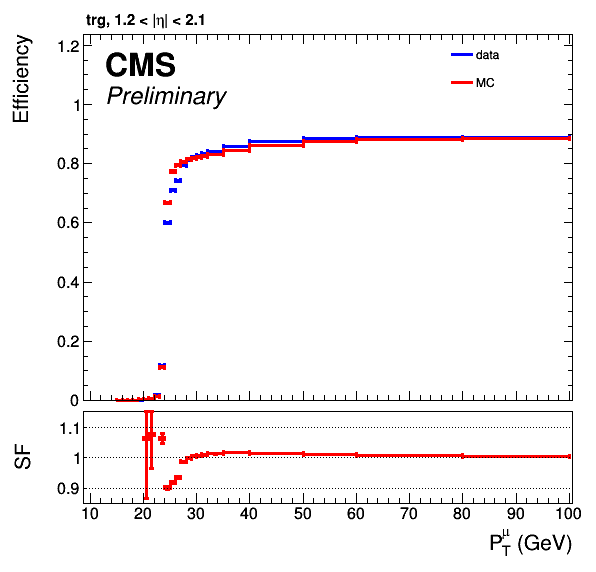 trg, 1.2 < |η| < 2.1
Efficiency
CMS
Preliminary
data
MC
1.2
1
0.8
0.6
0.4
0.2
0
SF
1.1
1
0.9
10 20 30 40 50 60 70 80 90 100
P_T^μ (GeV)